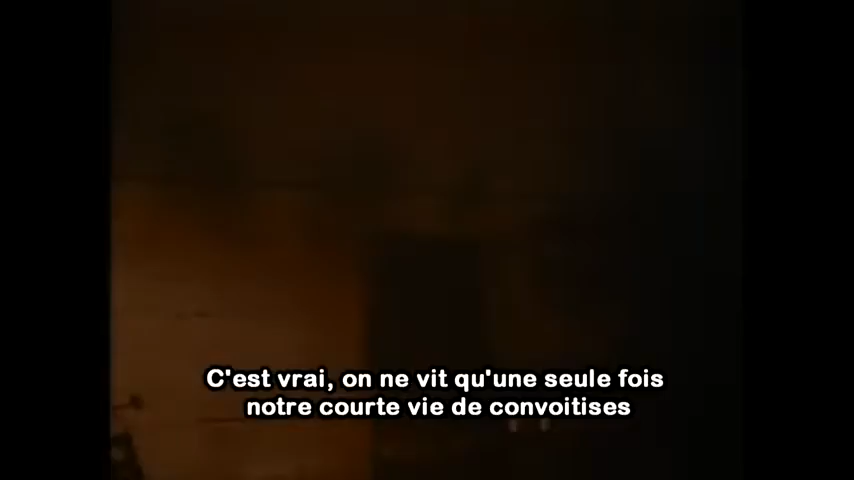 C'est vrai, on ne vit qu'une seule fois
notre courte vie de convoitises